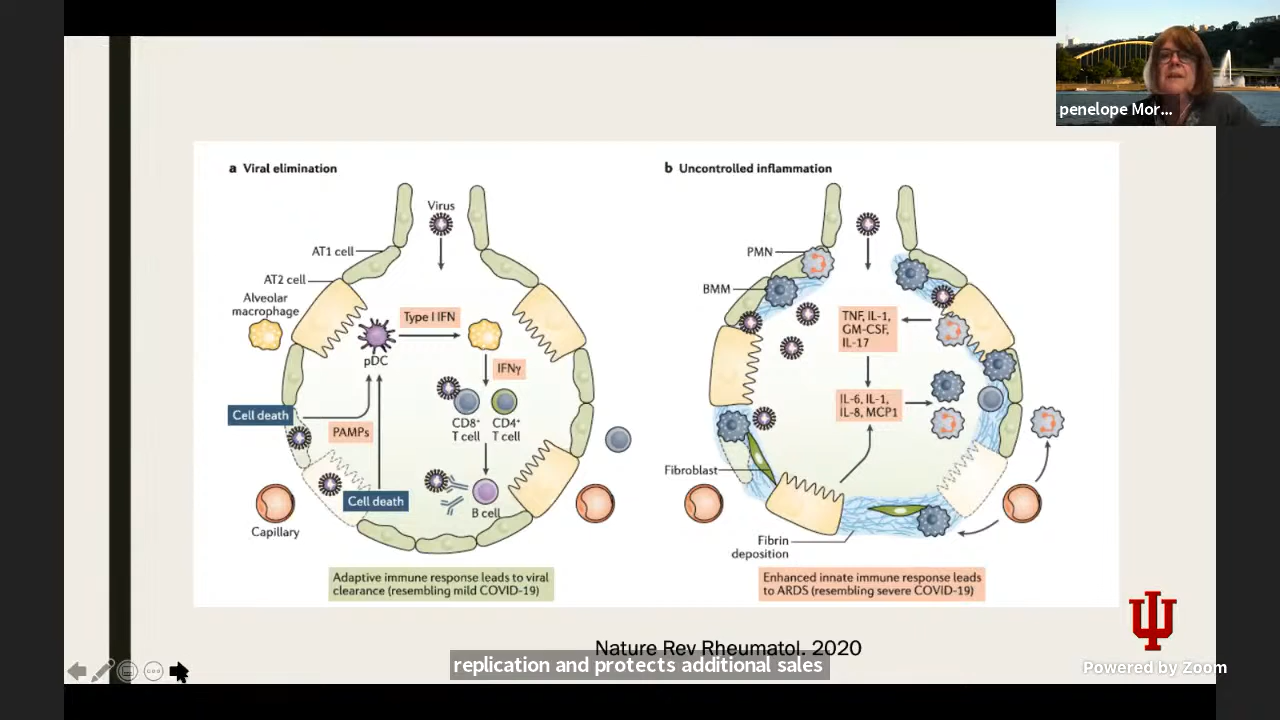 penelope Mor...
a Viral elimination
Virus
AT1 cell
AT2 cell
Alveolar
macrophage
Type I IFN
pDC
IFNγ
Cell death
PAMPs
CD8⁺
T cell
CD4⁺
T cell
Cell death
B cell
Capillary
Adaptive immune response leads to viral
clearance (resembling mild COVID-19)
b Uncontrolled inflammation
PMN
BMM
TNF, IL-1,
GM-CSF,
IL-17
IL-6, IL-1,
IL-8, MCP1
Fibroblast
Fibrin
deposition
Enhanced innate immune response leads
to ARDS (resembling severe COVID-19)
Nature Rev Rheumatol. 2020
replication and protects additional sales
Powered by Zoom